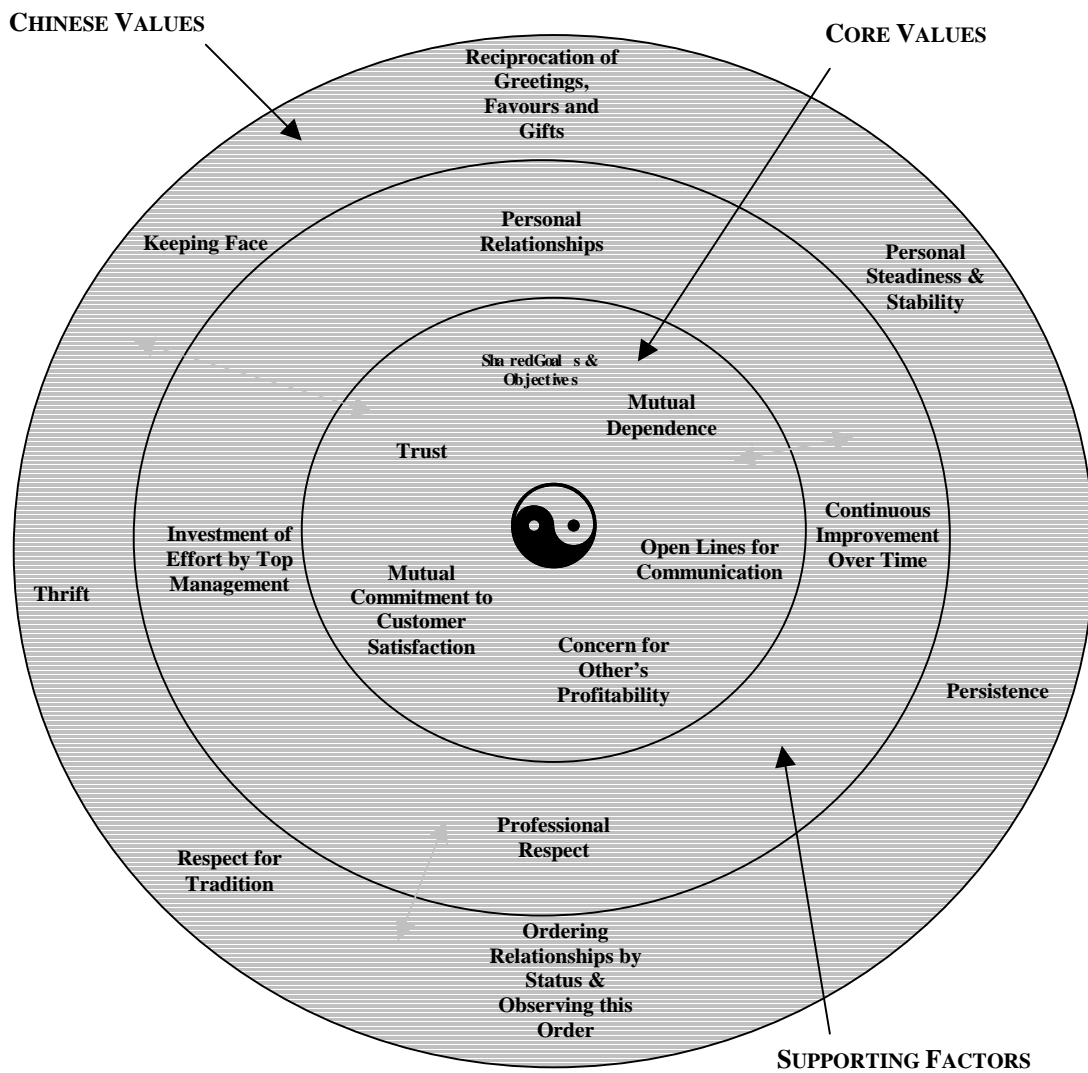 CHINESE VALUES
CORE VALUES
Reciprocation of
Greetings,
Favours and
Gifts
Keeping Face
Personal
Relationships
Personal
Steadiness &
Stability
Shared Goals &
Objectives
Mutual
Dependence
Trust
Investment of
Effort by Top
Management
Continuous
Improvement
Over Time
Open Lines for
Communication
Thrift
Mutual
Commitment to
Customer
Satisfaction
Concern for
Other's
Profitability
Persistence
Professional
Respect
Respect for
Tradition
Ordering
Relationships by
Status &
Observing this
Order
SUPPORTING FACTORS